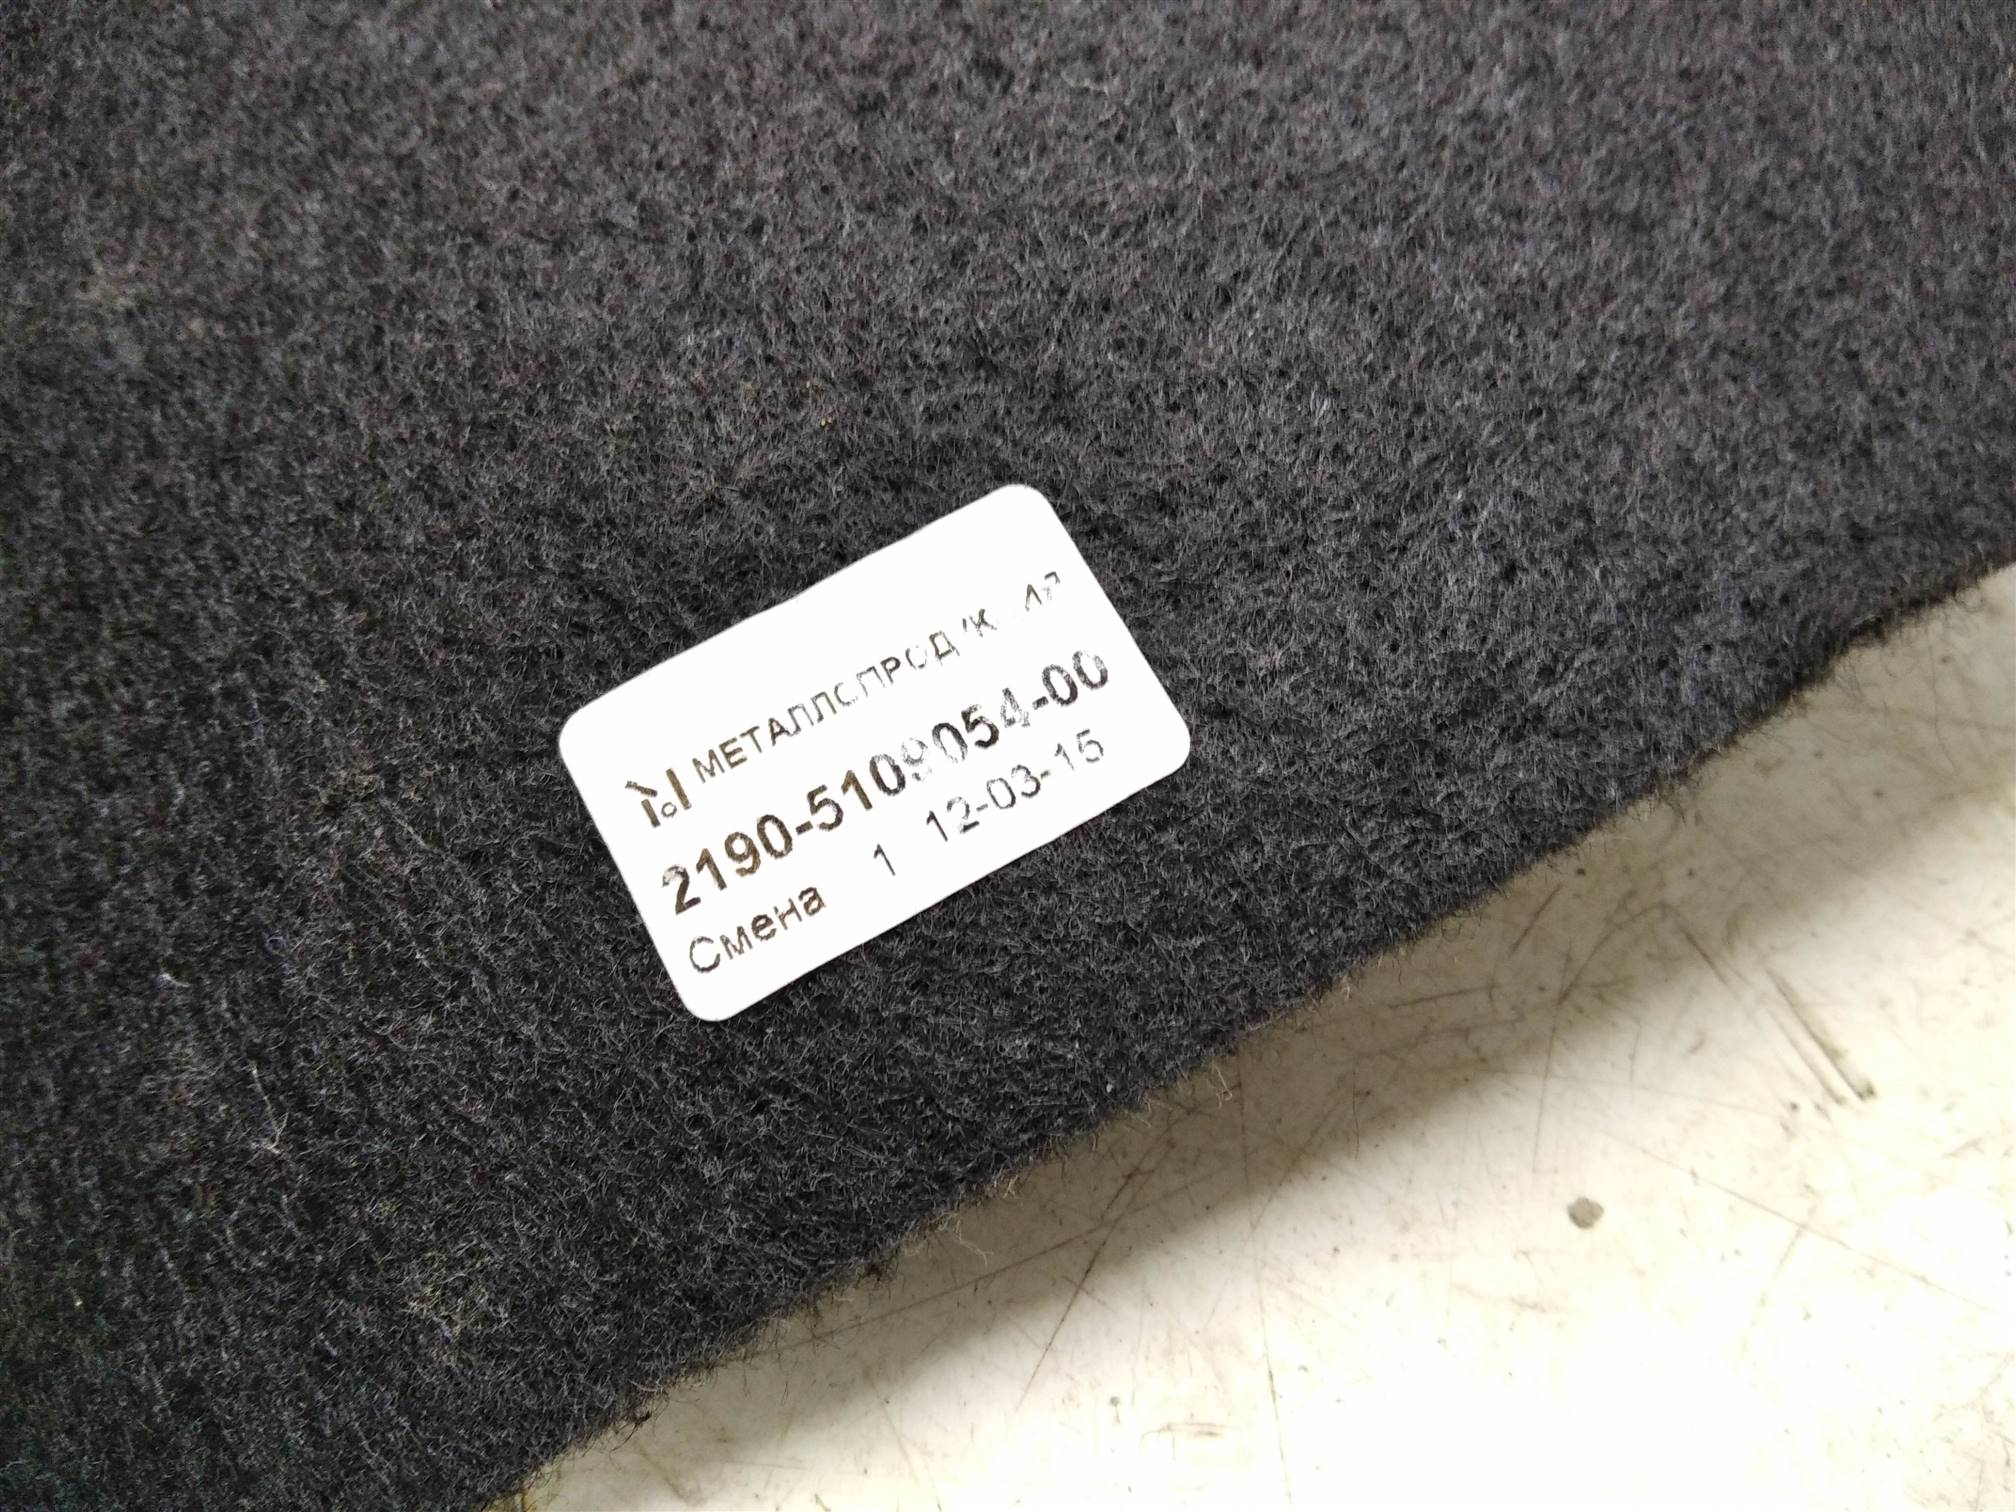 МЕТАЛЛОПРОДУКЦИЯ
2190-5109054-00
Смена 1 12-03-15